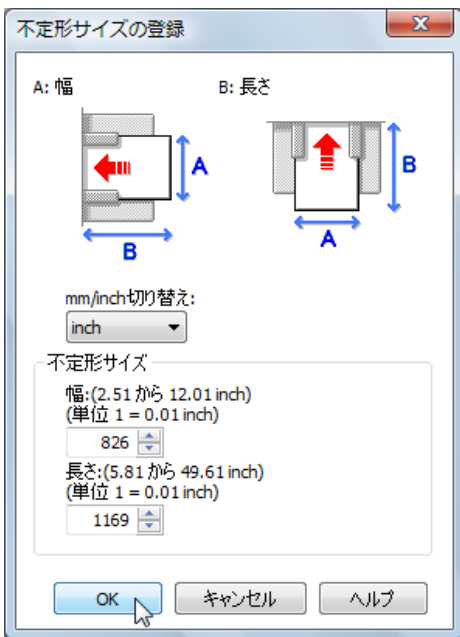 不定形サイズの登録
A: 幅
B: 長さ
A
B
B
A
mm/inch切り替え:
inch
不定形サイズ
幅:(2.51 から 12.01 inch)
(単位 1 = 0.01 inch)
826
長さ:(5.81 から 49.61 inch)
(単位 1 = 0.01 inch)
1169
OK
キャンセル
ヘルプ